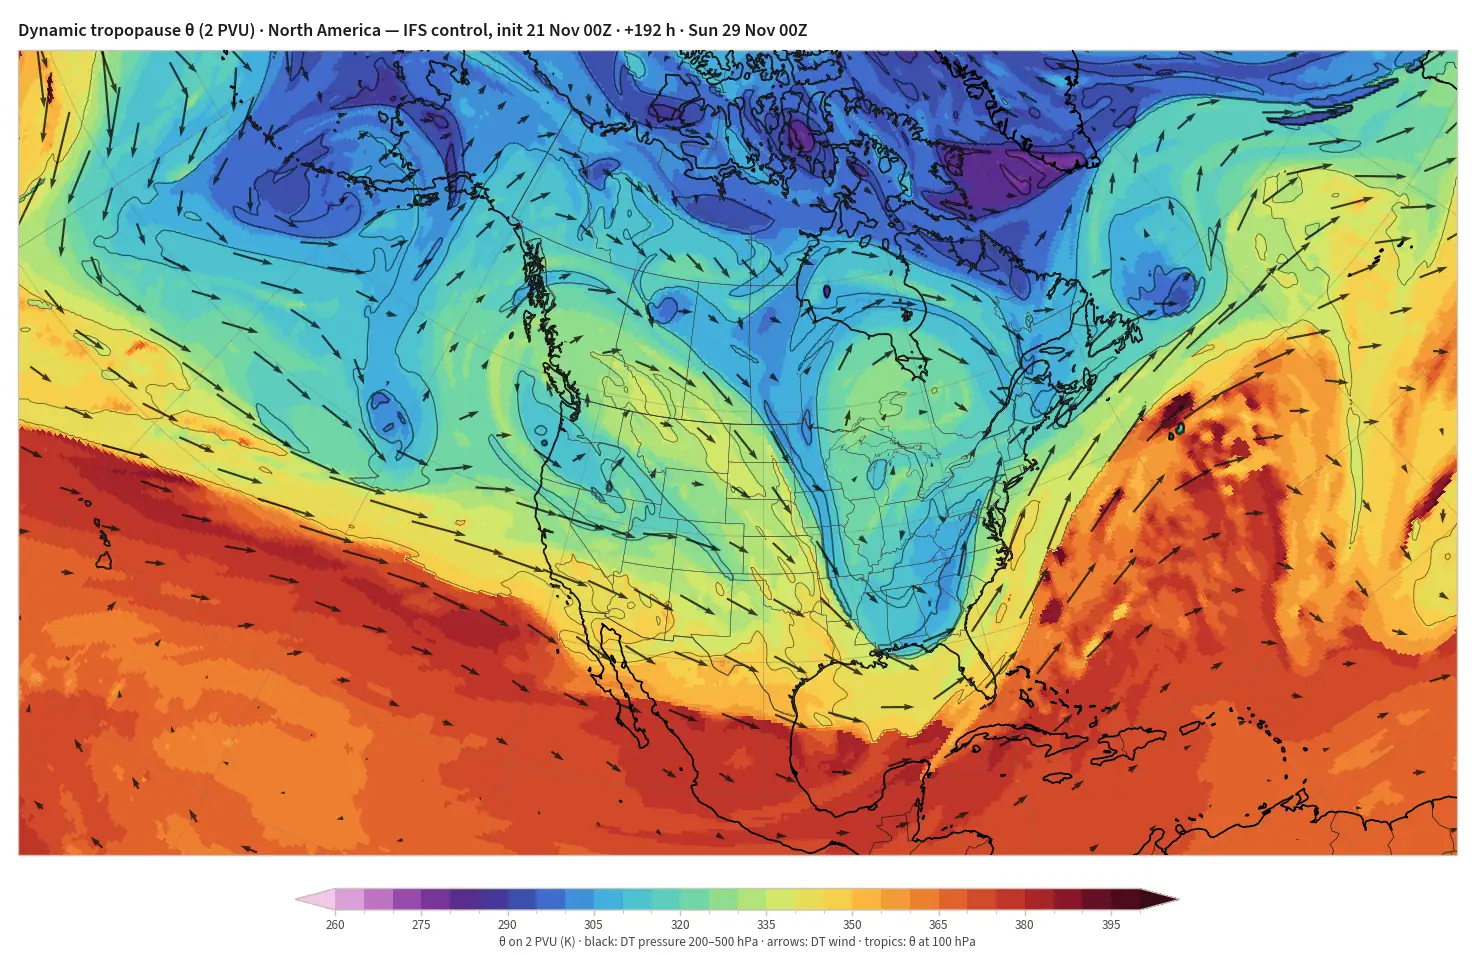 Dynamic tropopause θ (2 PVU) · North America — IFS control, init 21 Nov 00Z · +192 h · Sun 29 Nov 00Z
260 275 290 305 320 335 350 365 380 395
θ on 2 PVU (K) · black: DT pressure 200–500 hPa · arrows: DT wind · tropics: θ at 100 hPa